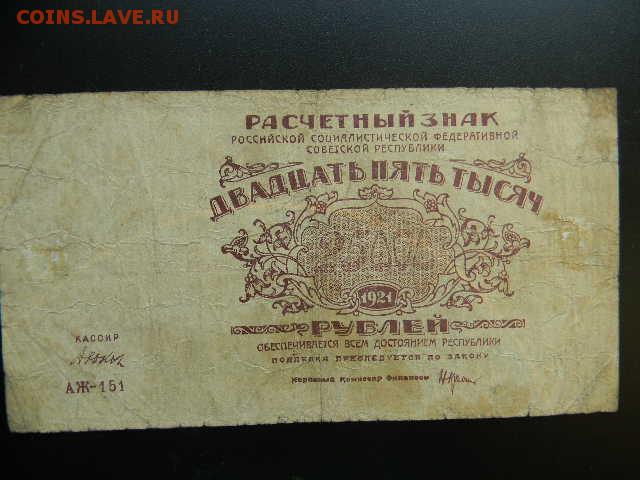 COINS.LAVE.RU
РАСЧЕТНЫЙ ЗНАК
РОССИЙСКОЙ СОЦИАЛИСТИЧЕСКОЙ ФЕДЕРАТИВНОЙ
СОВЕТСКОЙ РЕСПУБЛИКИ
ДВАДЦАТЬ ПЯТЬ ТЫСЯЧ
1921
РУБЛЕЙ
ОБЕСПЕЧИВАЕТСЯ ВСЕМ ДОСТОЯНИЕМ РЕСПУБЛИКИ
ПОДДЕЛКА ПРЕСЛЕДУЕТСЯ ПО ЗАКОНУ
Народный Комиссар Финансов
КАССИР
АЖ-151